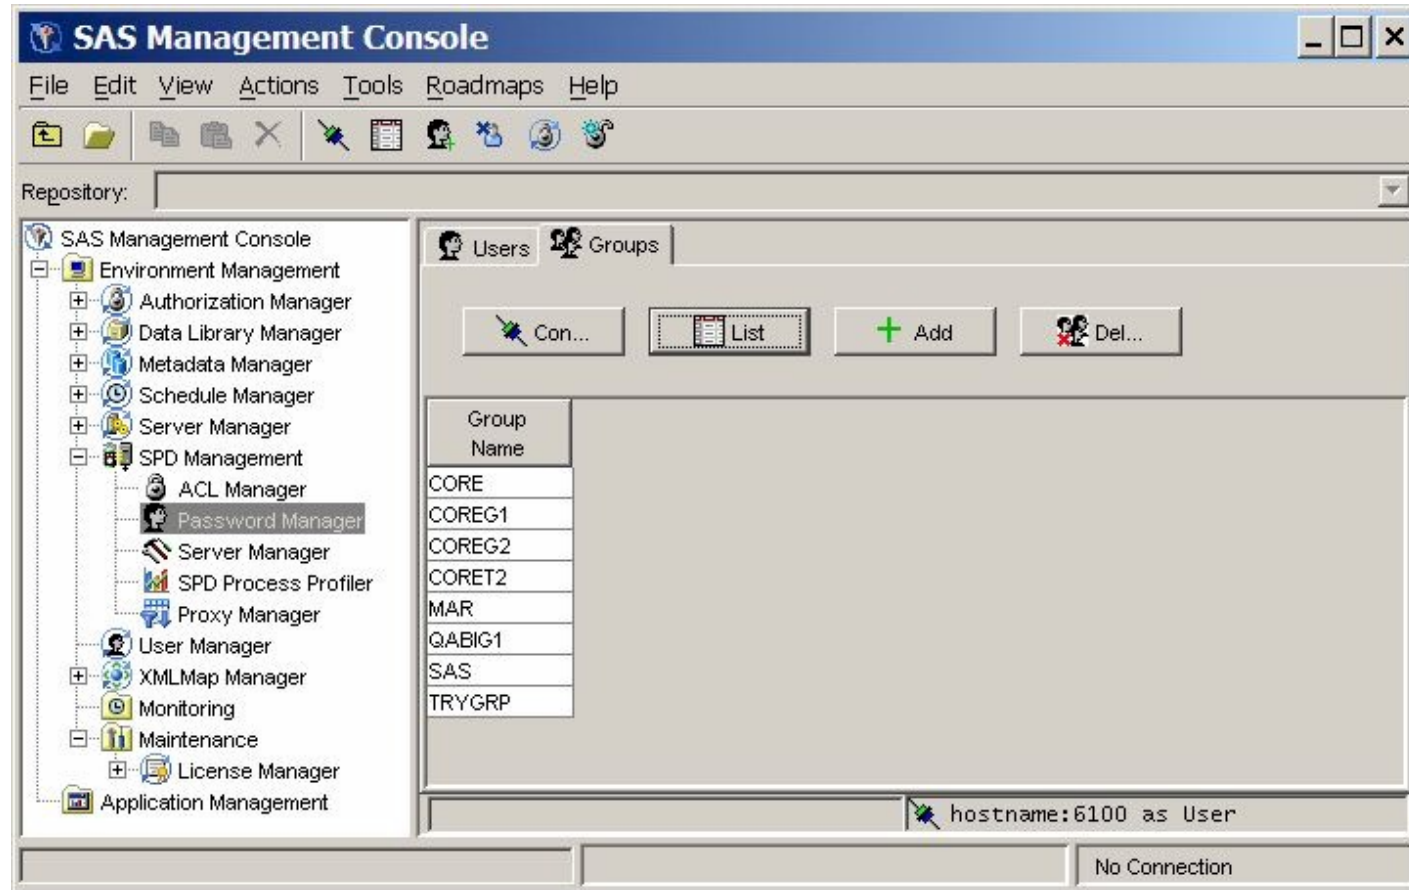 SAS Management Console
File Edit View Actions Tools Roadmaps Help
Repository:
SAS Management Console
Environment Management
Authorization Manager
Data Library Manager
Metadata Manager
Schedule Manager
Server Manager
SPD Management
ACL Manager
Password Manager
Server Manager
SPD Process Profiler
Proxy Manager
User Manager
XMLMap Manager
Monitoring
Maintenance
License Manager
Application Management
Users Groups
Con... List Add Del...
Group
Name
CORE
COREG1
COREG2
CORET2
MAR
QABIG1
SAS
TRYGRP
hostname:6100 as User
No Connection